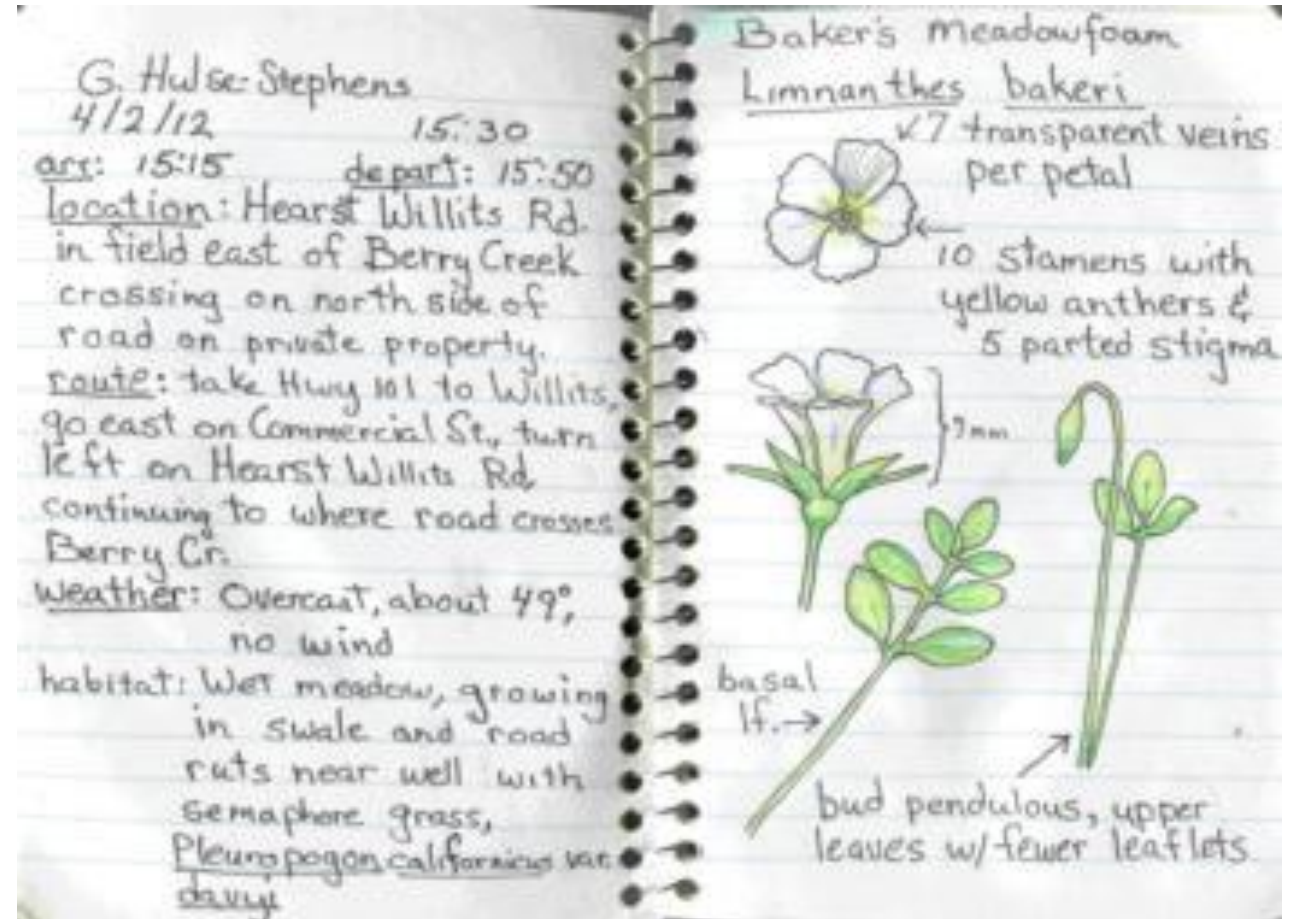 G. Hulse-Stephens
4/2/12 15:30
arr: 15:15 depart: 15:50
location: Hearst Willits Rd.
in field east of Berry Creek
crossing on north side of
road on private property.
route: take Hwy 101 to Willits,
go east on Commercial St., turn
left on Hearst Willits Rd
continuing to where road crosses
Berry Cr.
weather: Overcast, about 49°,
no wind
habitat: Wet meadow, growing
in swale and road
ruts near well with
semaphore grass,
Pleuropogon californicus var.
davyi
Baker's Meadowfoam
Limnanthes bakeri
7 transparent veins
per petal
10 stamens with
yellow anthers &
5 parted stigma
9mm
basal
lf.→
bud pendulous, upper
leaves w/ fewer leaflets